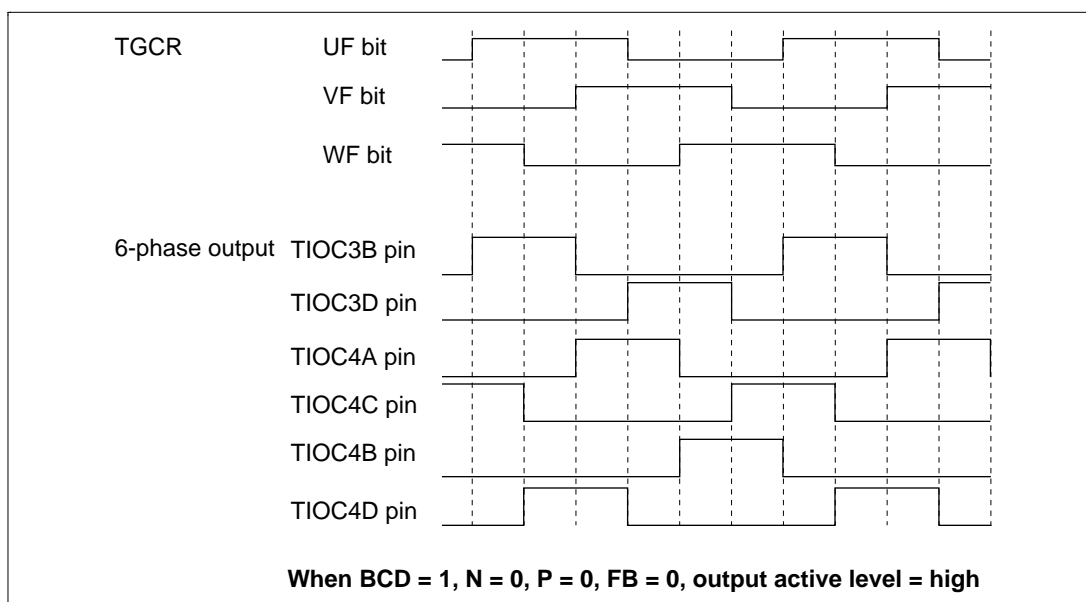 TGCR UF bit
VF bit
WF bit
6-phase output TIOC3B pin
TIOC3D pin
TIOC4A pin
TIOC4C pin
TIOC4B pin
TIOC4D pin
When BCD = 1, N = 0, P = 0, FB = 0, output active level = high